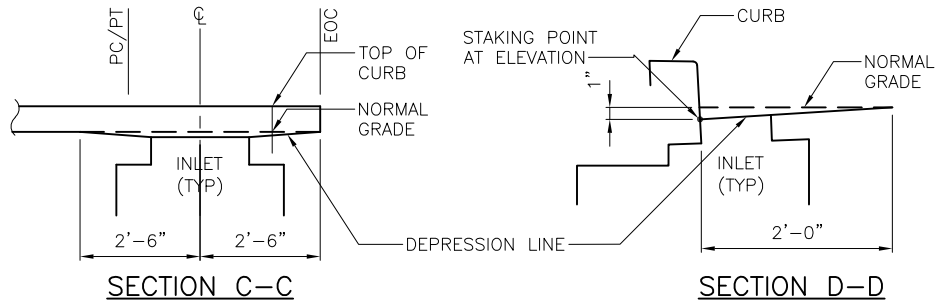 PC/PT
℄
EOC
TOP OF
CURB
NORMAL
GRADE
INLET
(TYP)
2'-6"
2'-6"
DEPRESSION LINE
SECTION C-C
STAKING POINT
AT ELEVATION
CURB
1"
NORMAL
GRADE
INLET
(TYP)
2'-0"
SECTION D-D